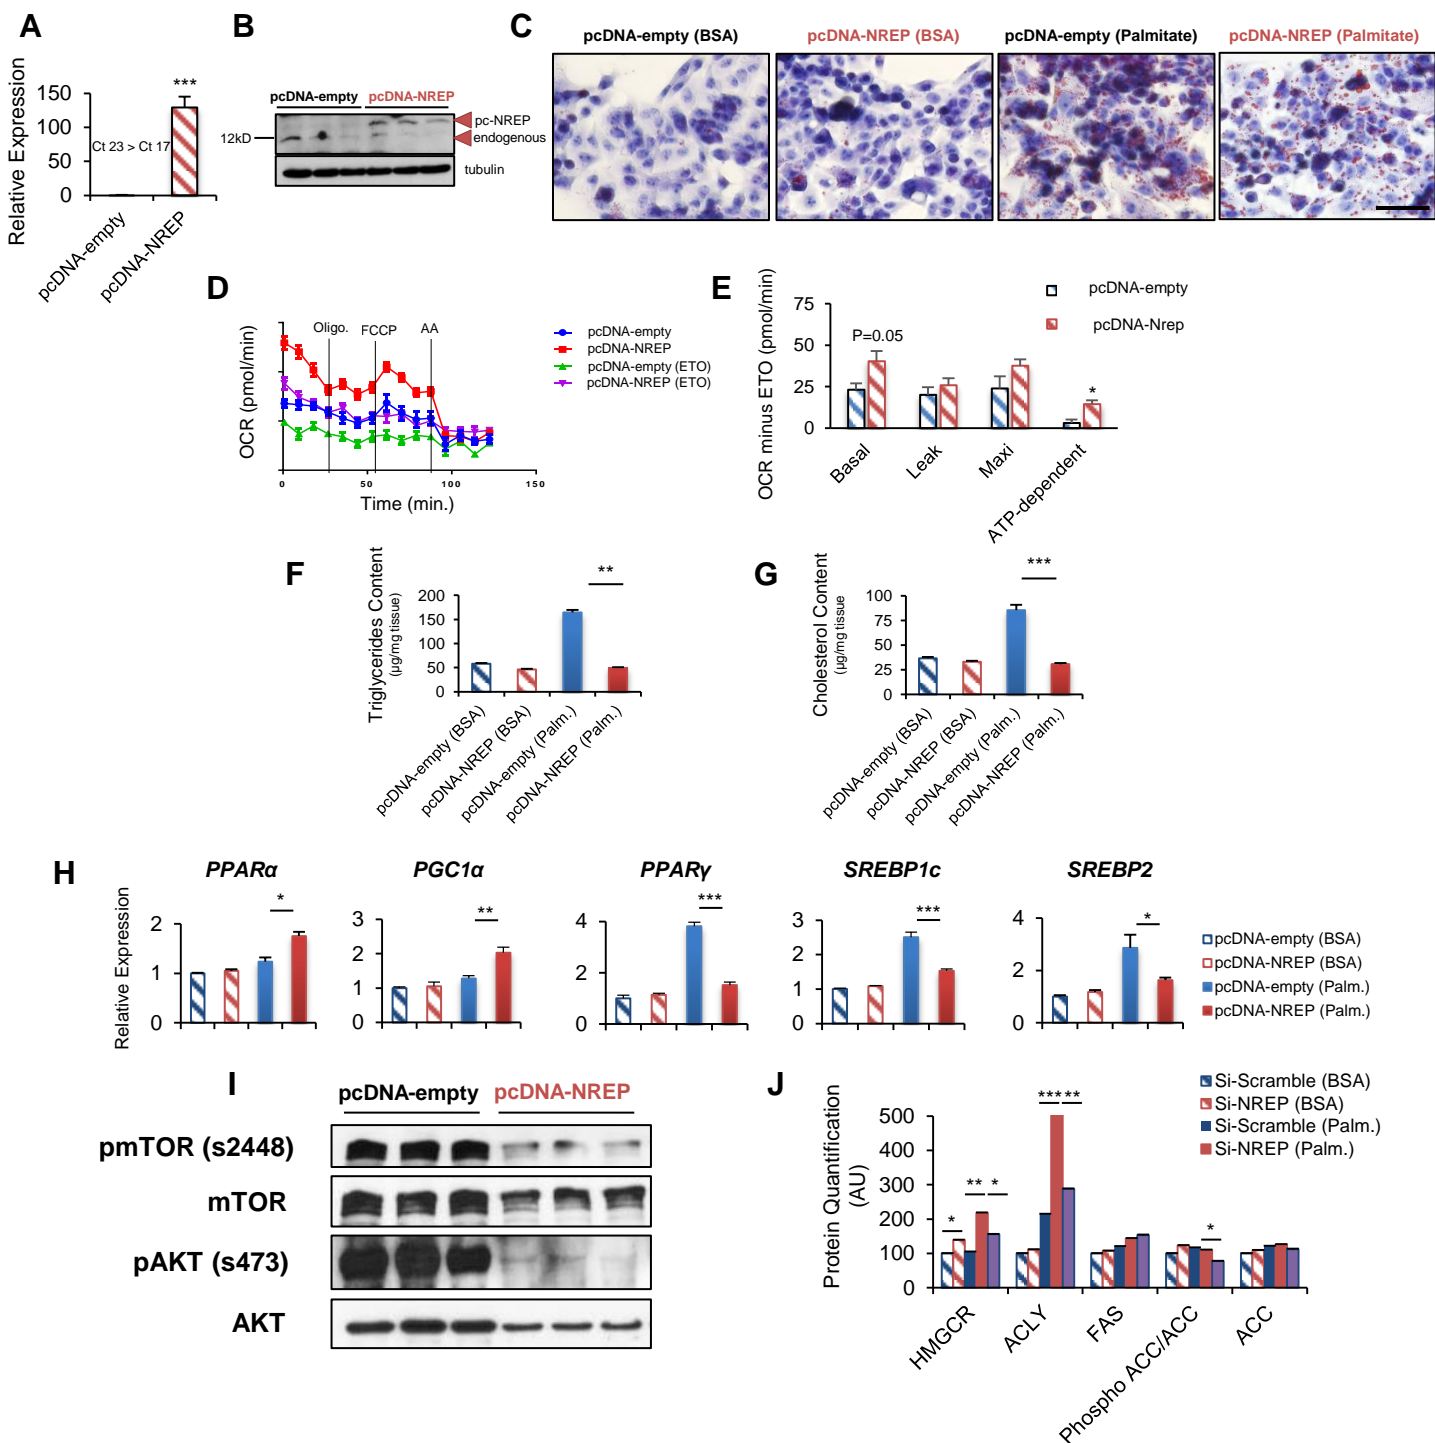 A
Relative Expression
150
100
50
0
***
Ct 23 > Ct 17
pcDNA-empty
pcDNA-NREP
B
pcDNA-empty pcDNA-NREP
pc-NREP
12kD
endogenous
tubulin
C
pcDNA-empty (BSA) pcDNA-NREP (BSA) pcDNA-empty (Palmitate) pcDNA-NREP (Palmitate)
D
OCR (pmol/min)
Oligo. FCCP AA
0 50 100 150
Time (min.)
pcDNA-empty
pcDNA-NREP
pcDNA-empty (ETO)
pcDNA-NREP (ETO)
E
OCR minus ETO (pmol/min)
75
50
25
0
P=0.05
*
pcDNA-empty
pcDNA-Nrep
Basal
Leak
Maxi
ATP-dependent
F
Triglycerides Content
(µg/mg tissue)
200
150
100
50
0
**
pcDNA-empty (BSA)
pcDNA-NREP (BSA)
pcDNA-empty (Palm.)
pcDNA-NREP (Palm.)
G
Cholesterol Content
(µg/mg tissue
100
75
50
25
0
***
pcDNA-empty (BSA)
pcDNA-NREP (BSA)
pcDNA-empty (Palm.)
pcDNA-NREP (Palm.)
H
Relative Expression
PPARα
2
1
0
*
PGC1α
3
2
1
0
**
PPARγ
4
2
0
***
SREBP1c
3
2
1
0
***
SREBP2
4
2
0
*
pcDNA-empty (BSA)
pcDNA-NREP (BSA)
pcDNA-empty (Palm.)
pcDNA-NREP (Palm.)
I
pcDNA-empty pcDNA-NREP
pmTOR (s2448)
mTOR
pAKT (s473)
AKT
J
Protein Quantification
(AU)
500
400
300
200
100
0
*
** *
*** **
*
Si-Scramble (BSA)
Si-NREP (BSA)
Si-Scramble (Palm.)
Si-NREP (Palm.)
HMGCR
ACLY
FAS
Phospho ACC/ACC
ACC